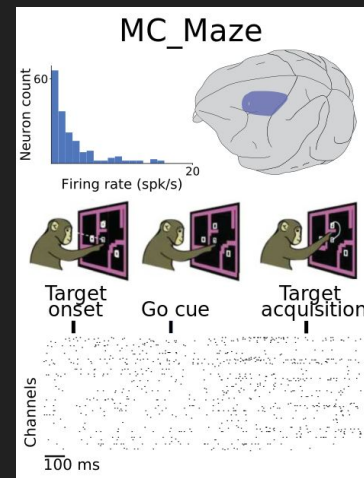 MC_Maze
Neuron count
60
20
Firing rate (spk/s)
Target
onset
Go cue
Target
acquisition
Channels
100 ms